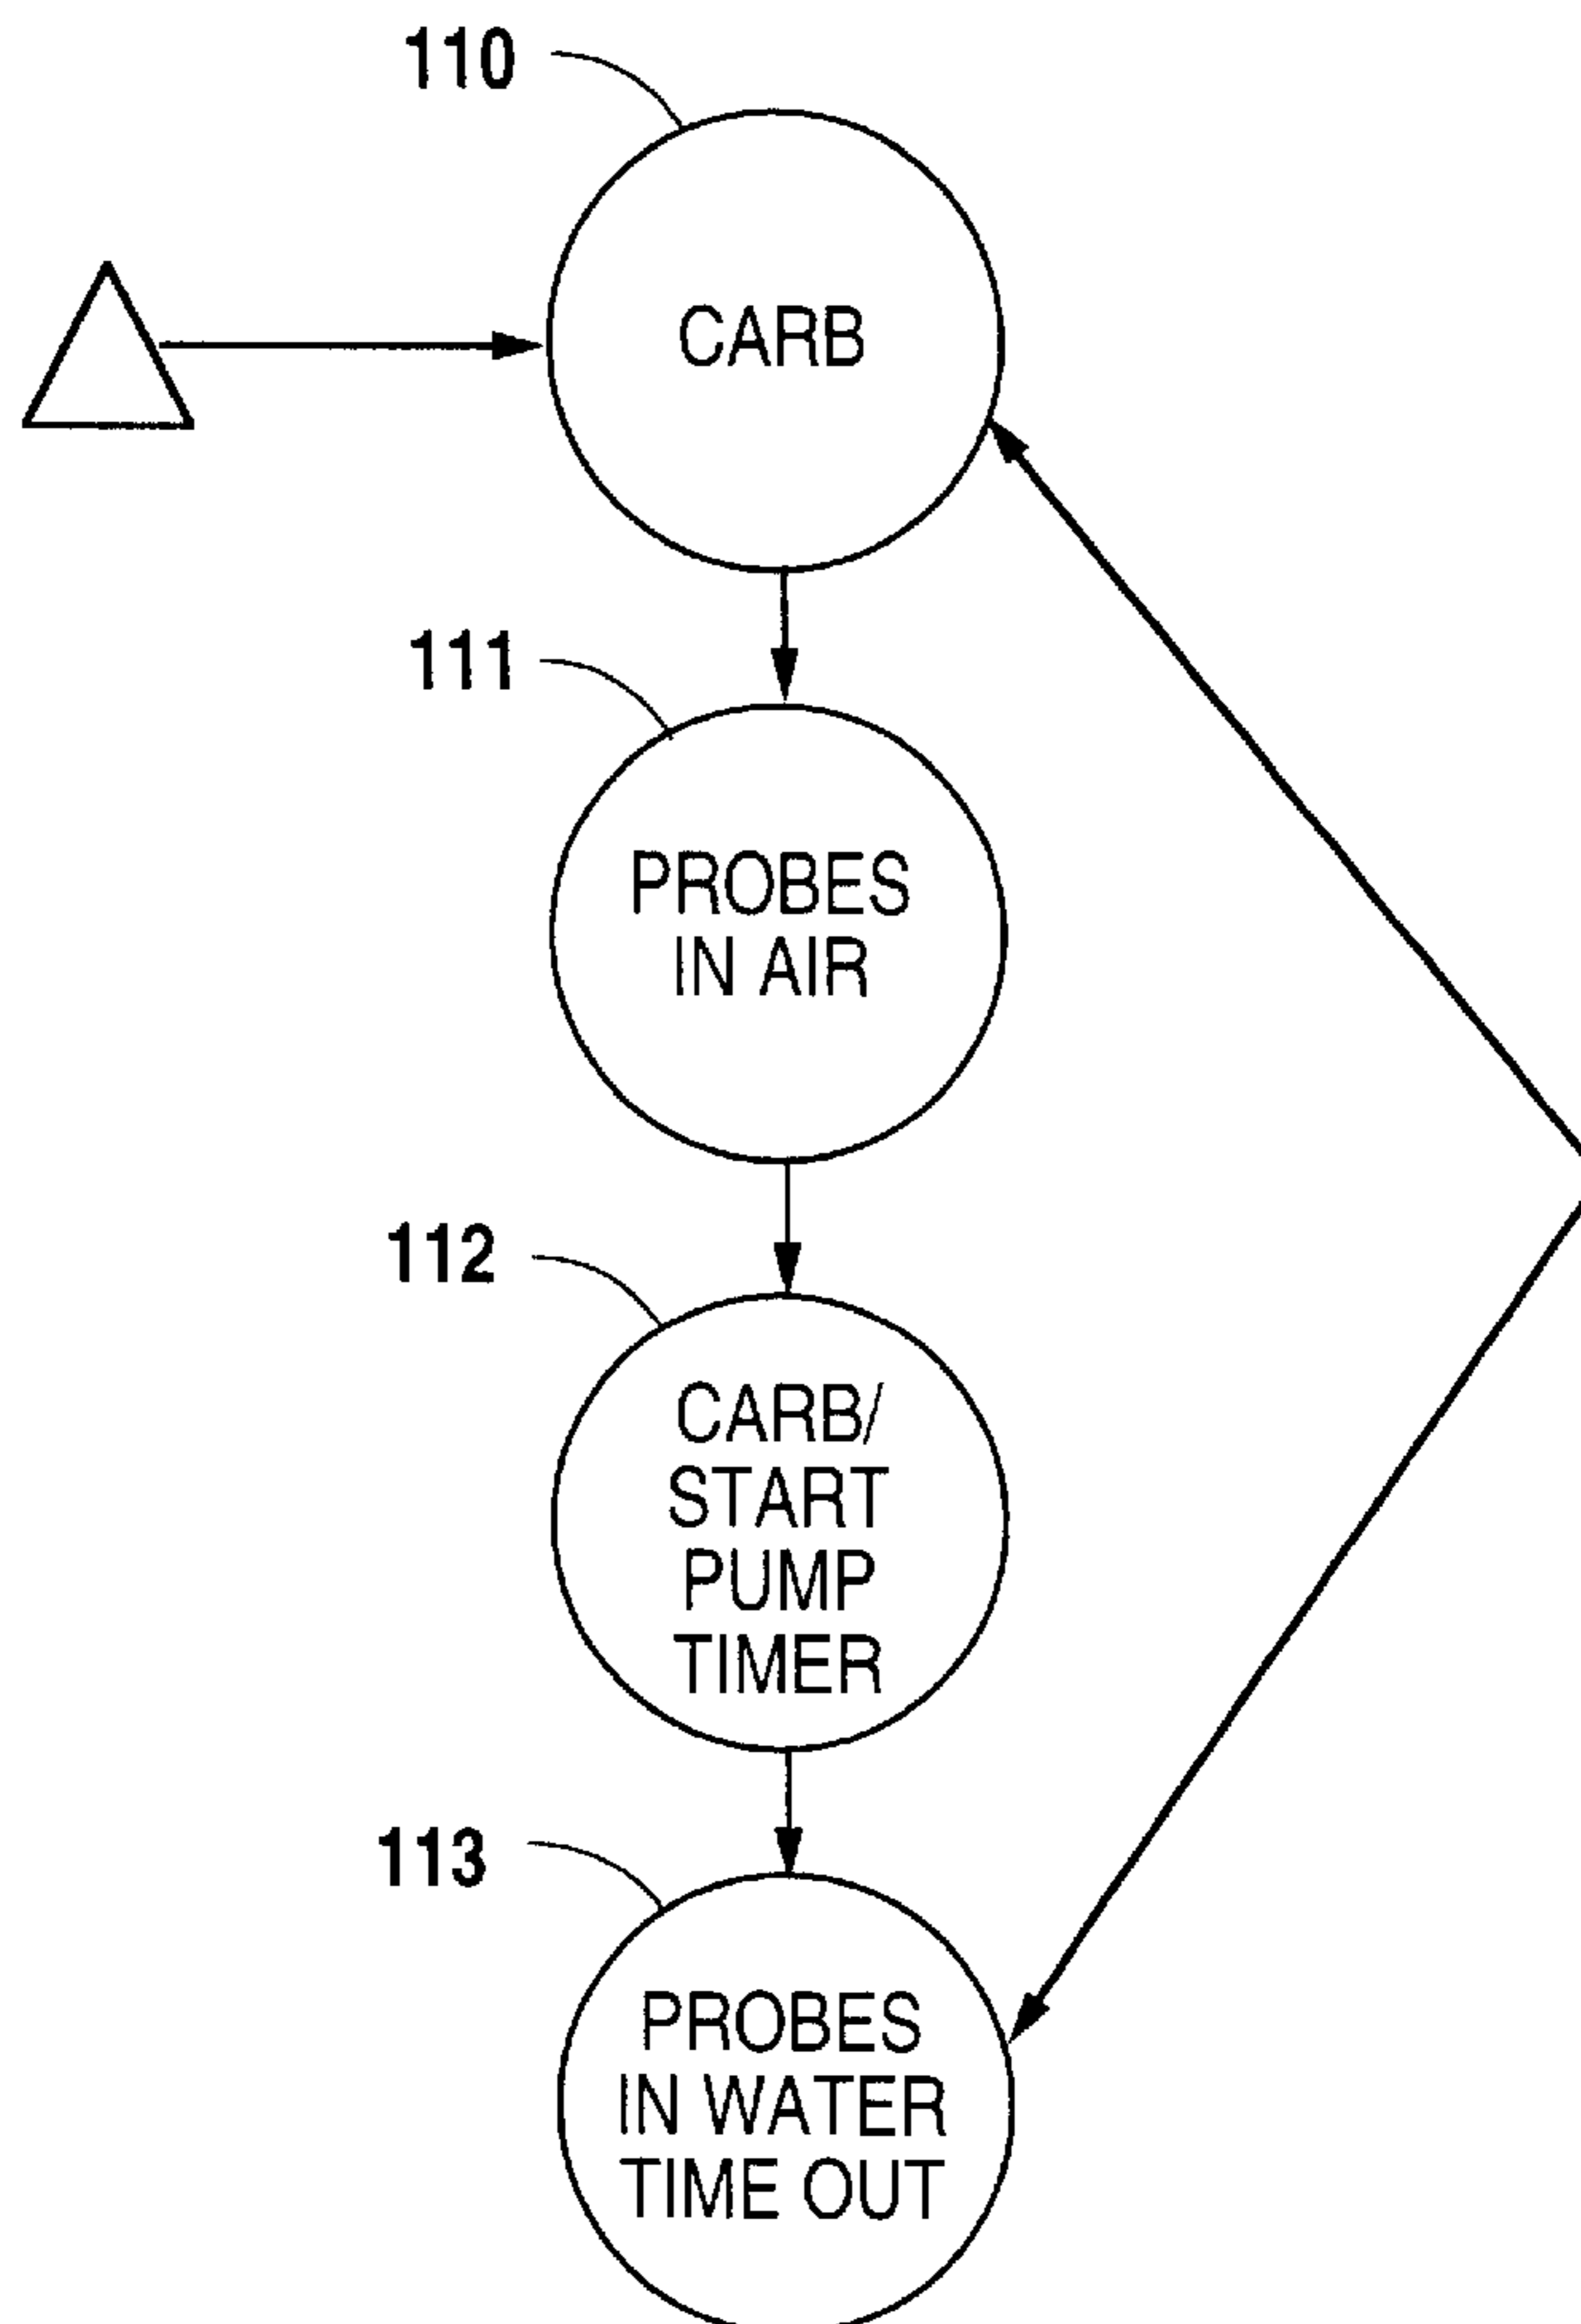 110
CARB
111
PROBES
IN AIR
112
CARB/
START
PUMP
TIMER
113
PROBES
IN WATER
TIME OUT